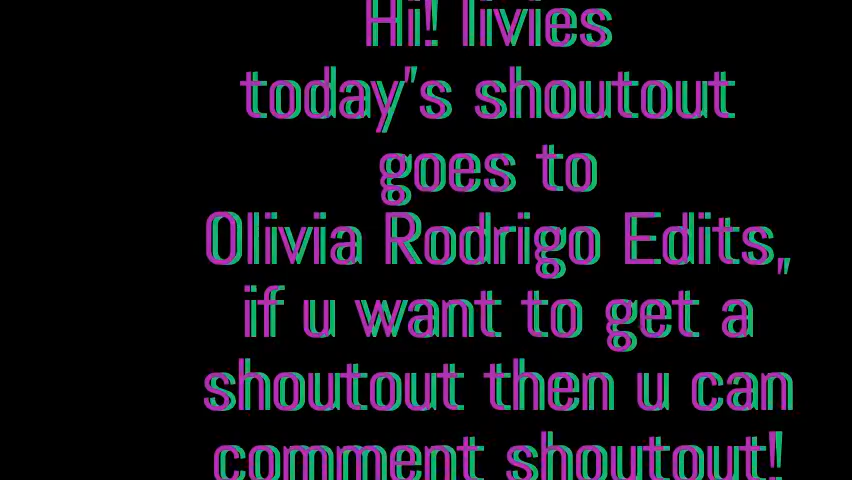 Hi! livies
today's shoutout
goes to
Olivia Rodrigo Edits,
if u want to get a
shoutout then u can
comment shoutout!